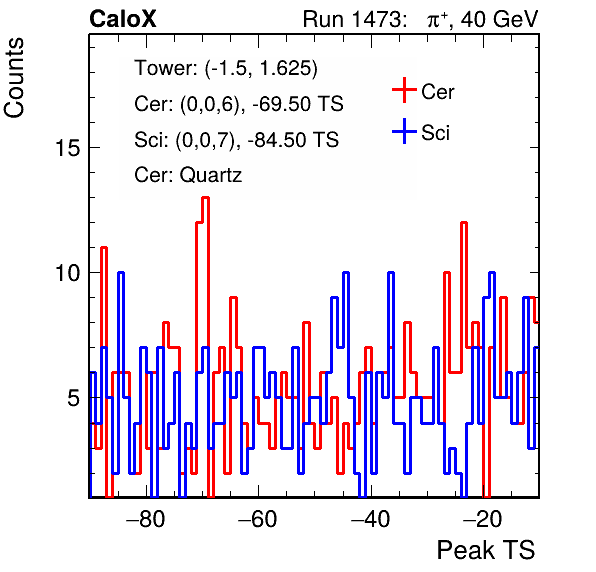 CaloX Run 1473: π+, 40 GeV
Counts
Tower: (-1.5, 1.625)
Cer: (0,0,6), -69.50 TS
Sci: (0,0,7), -84.50 TS
Cer: Quartz
Cer
Sci
15
10
5
−80 −60 −40 −20
Peak TS